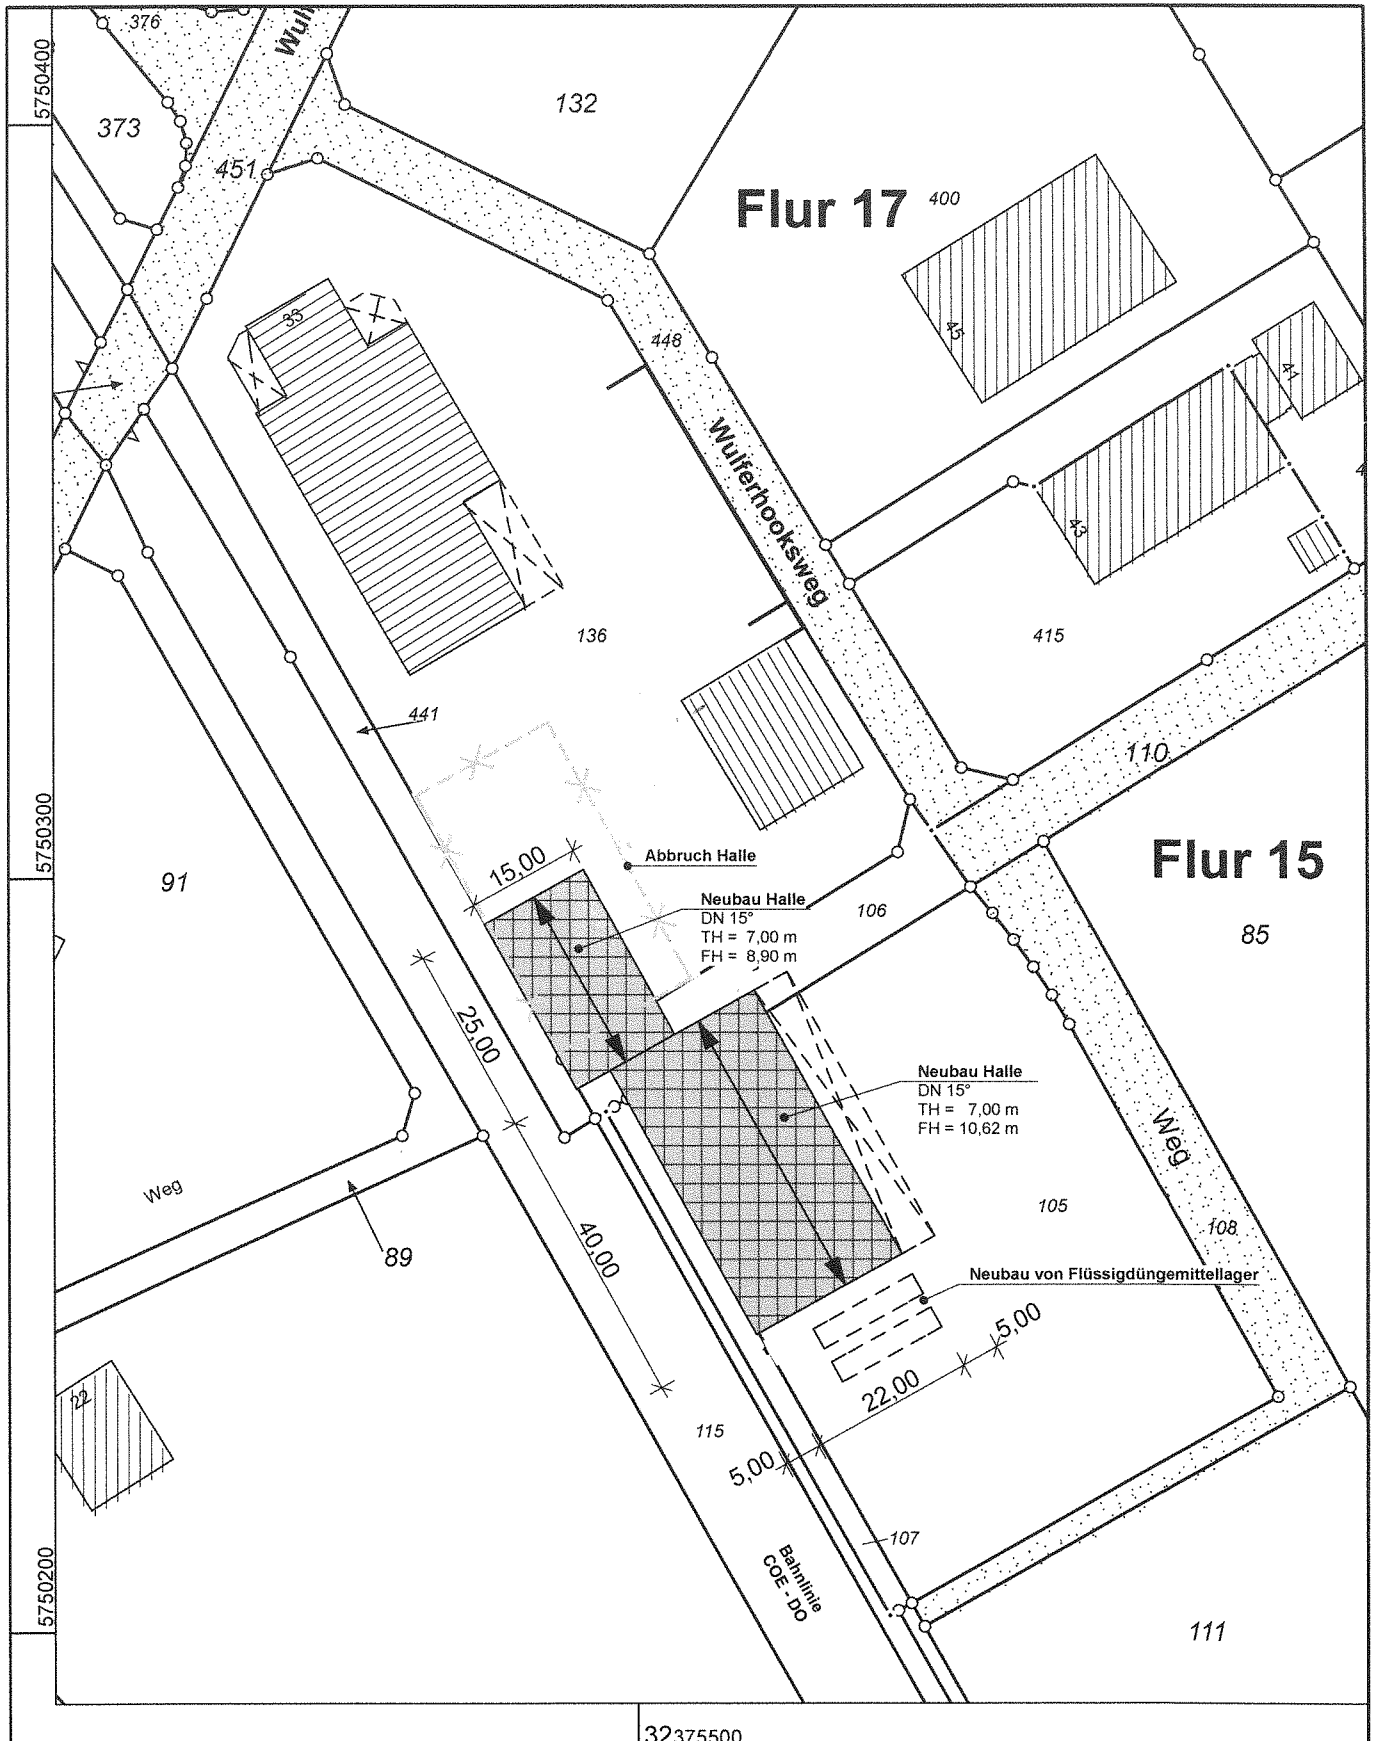 376
5750400
373
451
132
Flur 17
400
33
448
45
41
Wulferhooksweg
43
136
415
441
110
5750300
91
15,00
Abbruch Halle
Flur 15
Neubau Halle
DN 15°
TH = 7,00 m
FH = 8,90 m
106
85
25,00
Neubau Halle
DN 15°
TH = 7,00 m
FH = 10,62 m
Weg
Weg
89
40,00
105
108
Neubau von Flüssigdüngemittellager
5,00
22,00
22
115
5,00
107
Bahnlinie
COE - DO
5750200
111
32375500